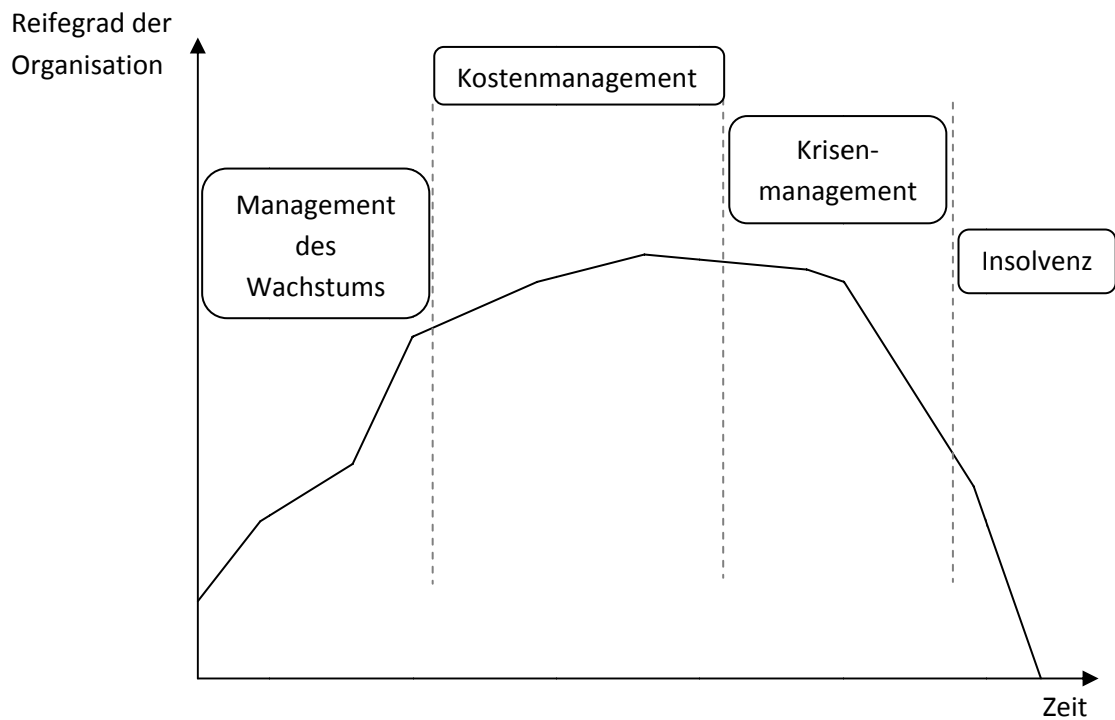 Reifegrad der
Organisation
Kostenmanagement
Krisen-
management
Management
des
Wachstums
Insolvenz
Zeit